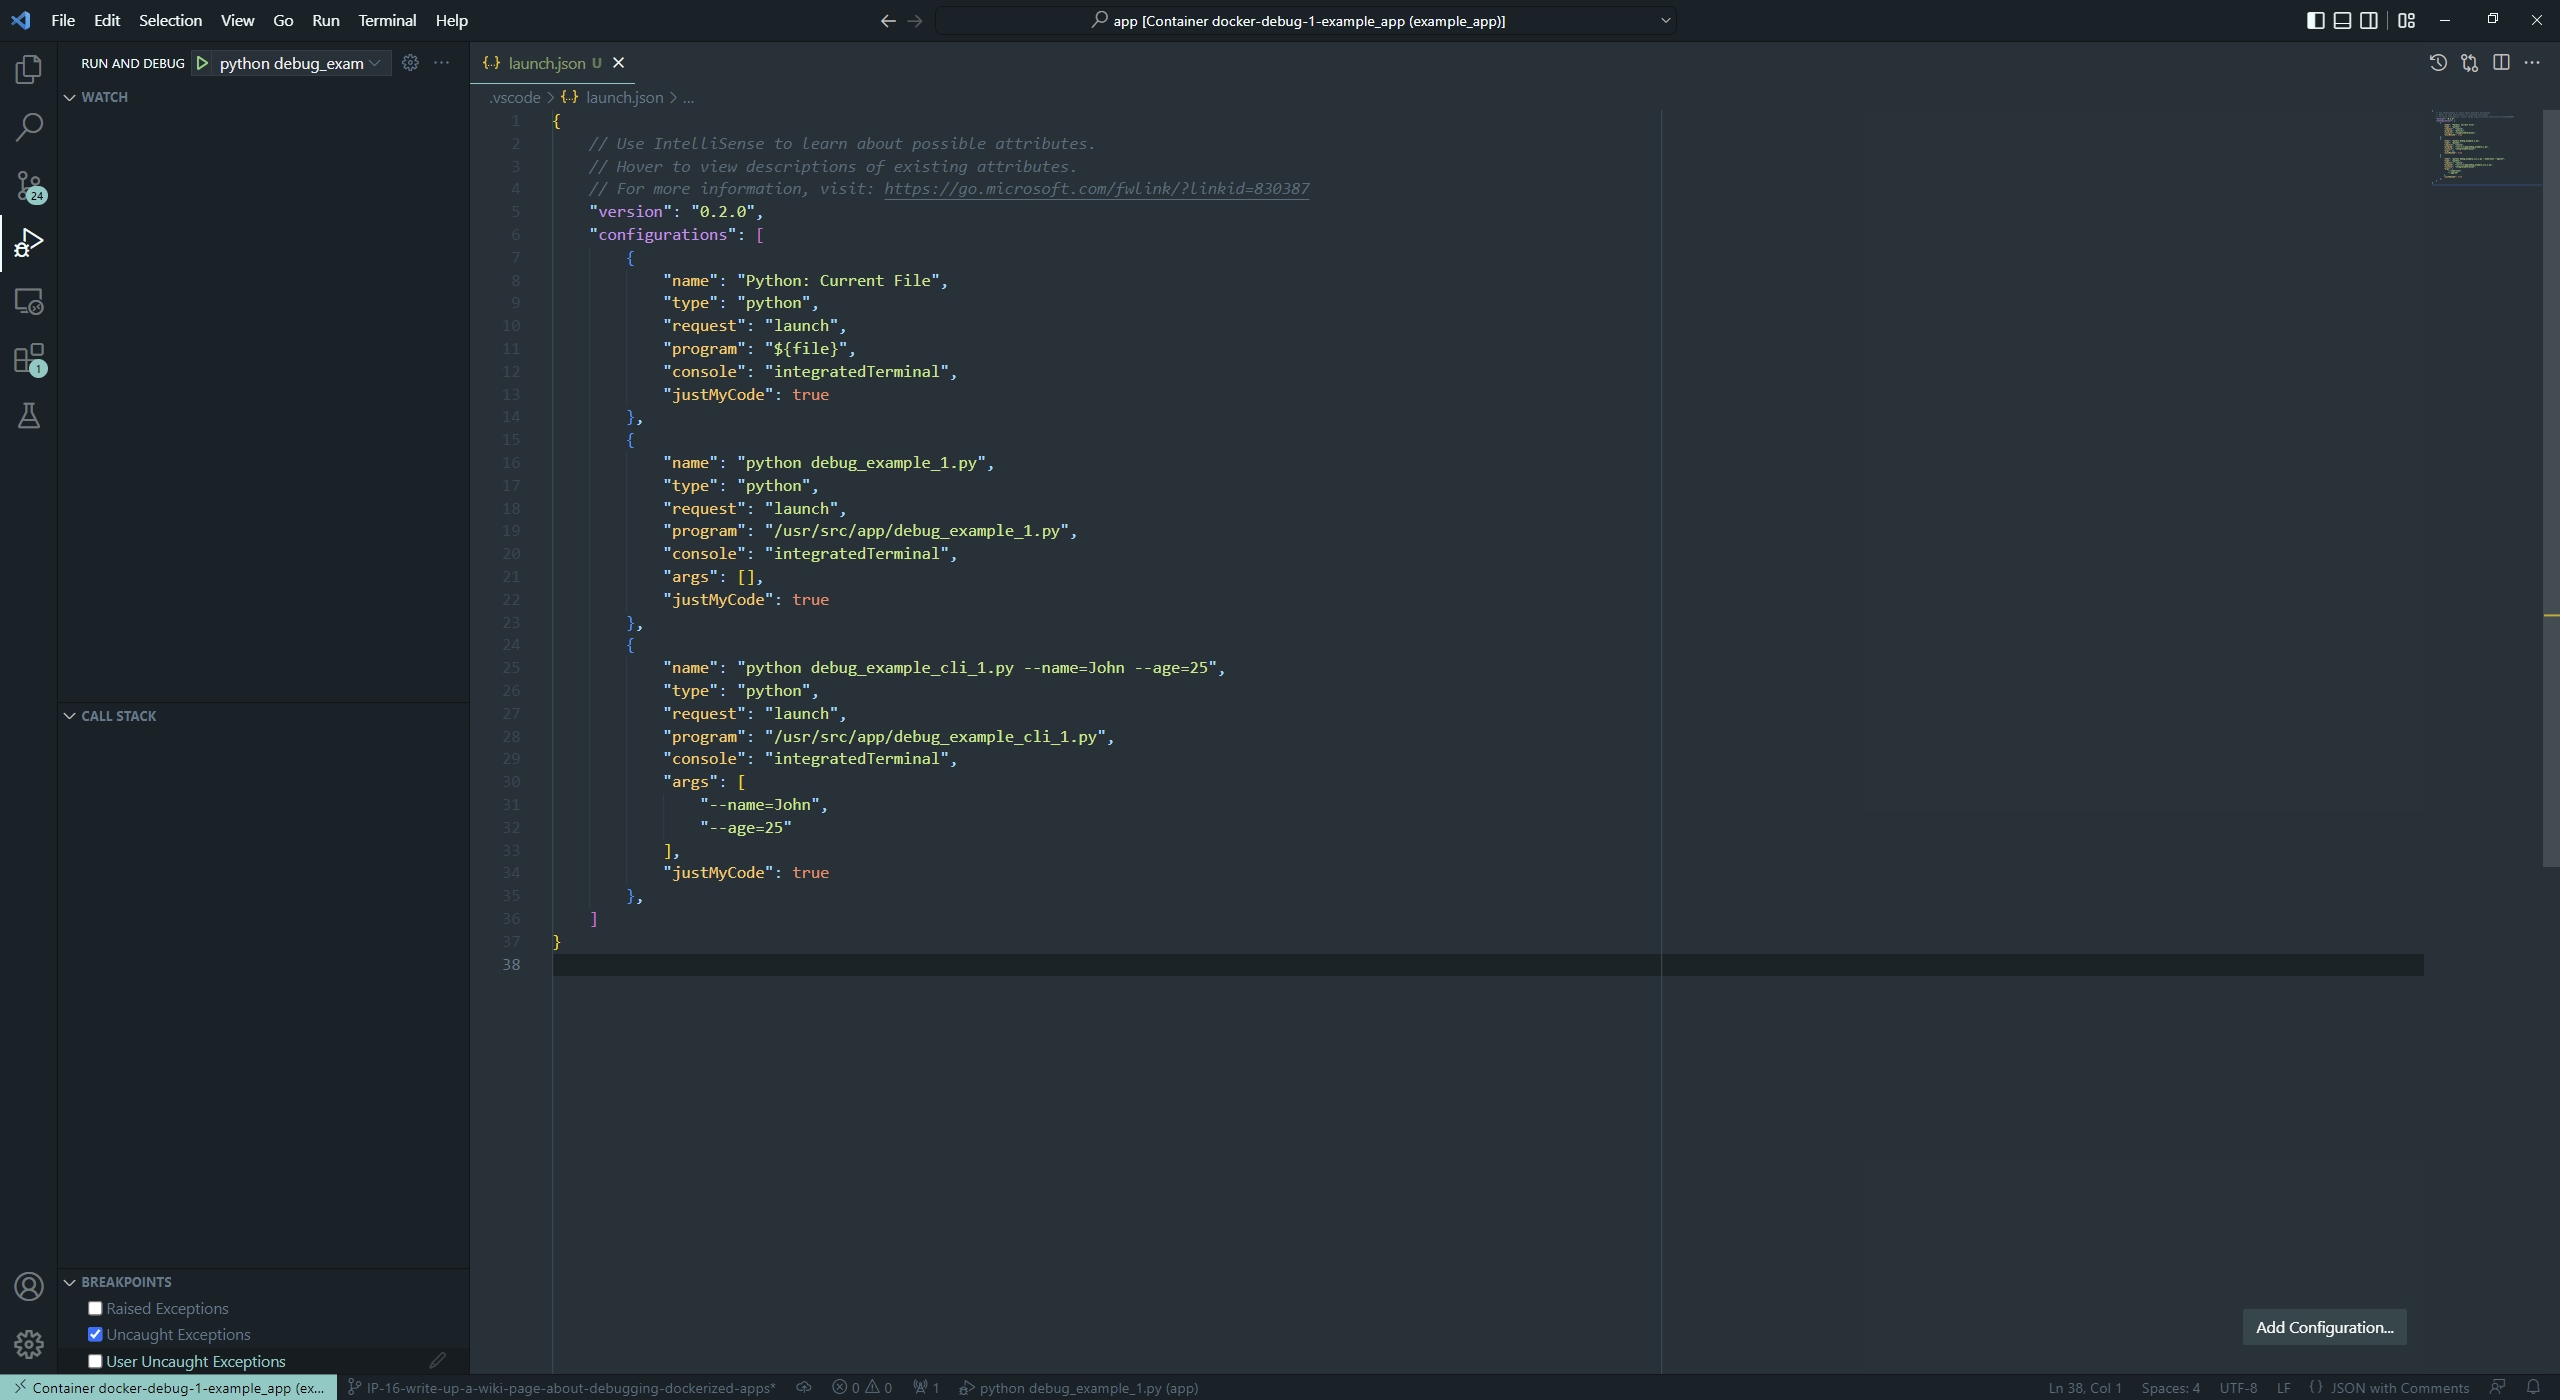 File Edit Selection View Go Run Terminal Help
app [Container docker-debug-1-example_app (example_app)]
RUN AND DEBUG python debug_exam
launch.json U
.vscode > {..} launch.json > ...
WATCH
1 {
2 // Use IntelliSense to learn about possible attributes.
3 // Hover to view descriptions of existing attributes.
4 // For more information, visit: https://go.microsoft.com/fwlink/?linkid=830387
5 "version": "0.2.0",
6 "configurations": [
7 {
8 "name": "Python: Current File",
9 "type": "python",
10 "request": "launch",
11 "program": "${file}",
12 "console": "integratedTerminal",
13 "justMyCode": true
14 },
15 {
16 "name": "python debug_example_1.py",
17 "type": "python",
18 "request": "launch",
19 "program": "/usr/src/app/debug_example_1.py",
20 "console": "integratedTerminal",
21 "args": [],
22 "justMyCode": true
23 },
24 {
25 "name": "python debug_example_cli_1.py --name=John --age=25",
26 "type": "python",
27 "request": "launch",
28 "program": "/usr/src/app/debug_example_cli_1.py",
29 "console": "integratedTerminal",
30 "args": [
31 "--name=John",
32 "--age=25"
33 ],
34 "justMyCode": true
35 },
36 ]
37 }
38
24
1
CALL STACK
BREAKPOINTS
Raised Exceptions
Uncaught Exceptions
User Uncaught Exceptions
Add Configuration...
Container docker-debug-1-example_app (ex... IP-16-write-up-a-wiki-page-about-debugging-dockerized-apps* 0 0 1 python debug_example_1.py (app) Ln 38, Col 1 Spaces: 4 UTF-8 LF {} JSON with Comments